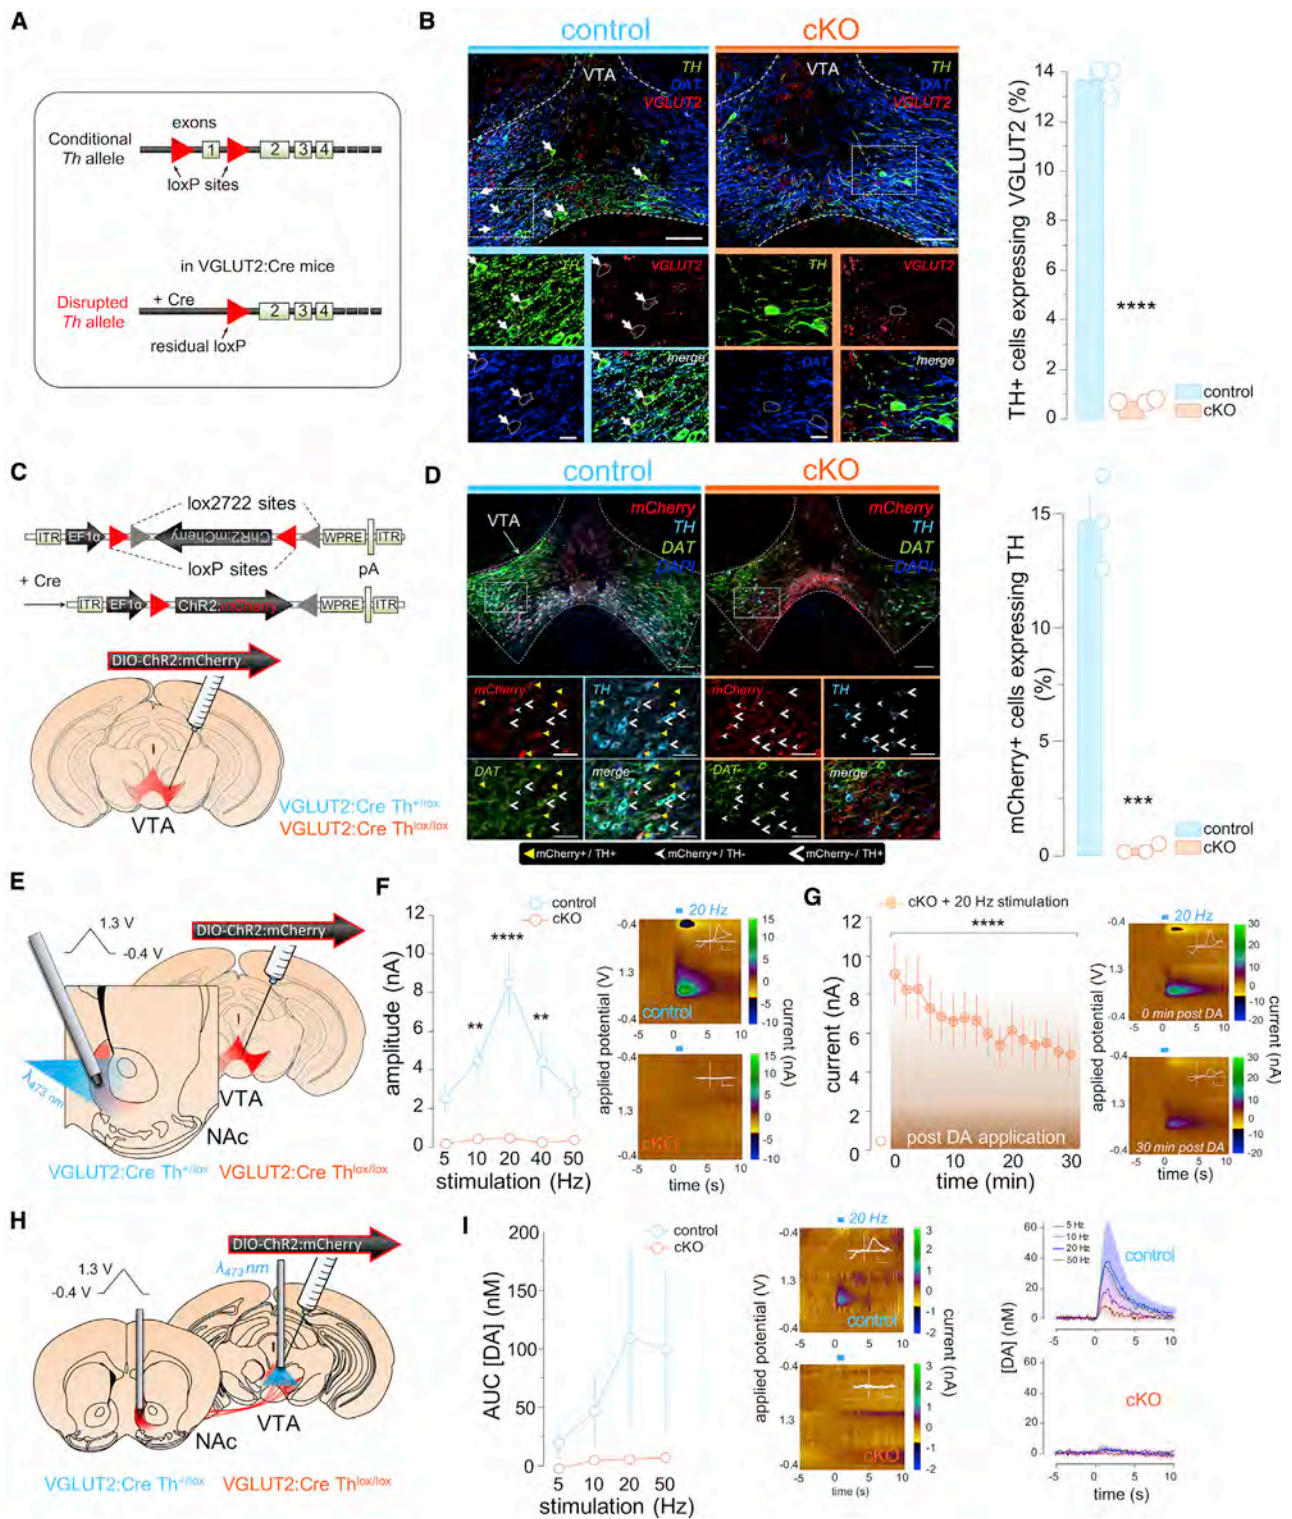 A
Conditional
Th allele
exons
1
2
3
4
loxP sites
in VGLUT2:Cre mice
Disrupted
Th allele
+ Cre
2
3
4
residual loxP
B
control
cKO
VTA
TH
DAT
VGLUT2
VTA
TH
DAT
VGLUT2
TH
VGLUT2
TH
VGLUT2
DAT
merge
DAT
merge
TH+ cells expressing VGLUT2 (%)
14
12
10
8
6
4
2
0
****
control
cKO
C
lox2722 sites
ITR
EF1α
ChR2:mCherry
WPRE
ITR
loxP sites
pA
+ Cre
ITR
EF1α
ChR2:mCherry
WPRE
ITR
DIO-ChR2:mCherry
VTA
VGLUT2:Cre Th+/lox
VGLUT2:Cre Thlox/lox
D
control
cKO
VTA
mCherry
TH
DAT
DAPI
mCherry
TH
DAT
DAPI
mCherry
TH
mCherry
TH
DAT
merge
DAT
merge
mCherry+ / TH+
mCherry+ / TH-
mCherry- / TH+
mCherry+ cells expressing TH
(%)
15
10
5
0
***
control
cKO
E
1.3 V
-0.4 V
DIO-ChR2:mCherry
λ473 nm
VTA
NAc
VGLUT2:Cre Th+/lox
VGLUT2:Cre Thlox/lox
F
control
cKO
amplitude (nA)
12
10
8
6
4
2
0
**
****
**
5 10 20 40 50
stimulation (Hz)
20 Hz
applied potential (V)
-0.4
1.3
-0.4
control
-5 0 5 10
15
10
5
0
-5
-10
current (nA)
-0.4
1.3
-0.4
cKO
-5 0 5 10
time (s)
15
10
5
0
-5
-10
G
cKO + 20 Hz stimulation
****
current (nA)
12
10
8
6
4
2
0
post DA application
0 10 20 30
time (min)
20 Hz
applied potential (V)
-0.4
1.3
-0.4
0 min post DA
-5 0 5 10
30
20
10
0
-10
-20
current (nA)
-0.4
1.3
-0.4
30 min post DA
-5 0 5 10
time (s)
30
20
10
0
-10
-20
H
1.3 V
-0.4 V
DIO-ChR2:mCherry
λ473 nm
VTA
NAc
VGLUT2:Cre Th+/lox
VGLUT2:Cre Thlox/lox
I
control
cKO
AUC [DA] (nM)
200
150
100
50
0
5 10 20 50
stimulation (Hz)
20 Hz
applied potential (V)
-0.4
1.3
-0.4
control
-5 0 5 10
3
2
1
0
-1
-2
current (nA)
-0.4
1.3
-0.4
cKO
-5 0 5 10
time (s)
3
2
1
0
-1
-2
5 Hz
10 Hz
20 Hz
50 Hz
control
[DA] (nM)
60
40
20
0
-5 0 5 10
cKO
60
40
20
0
-5 0 5 10
time (s)